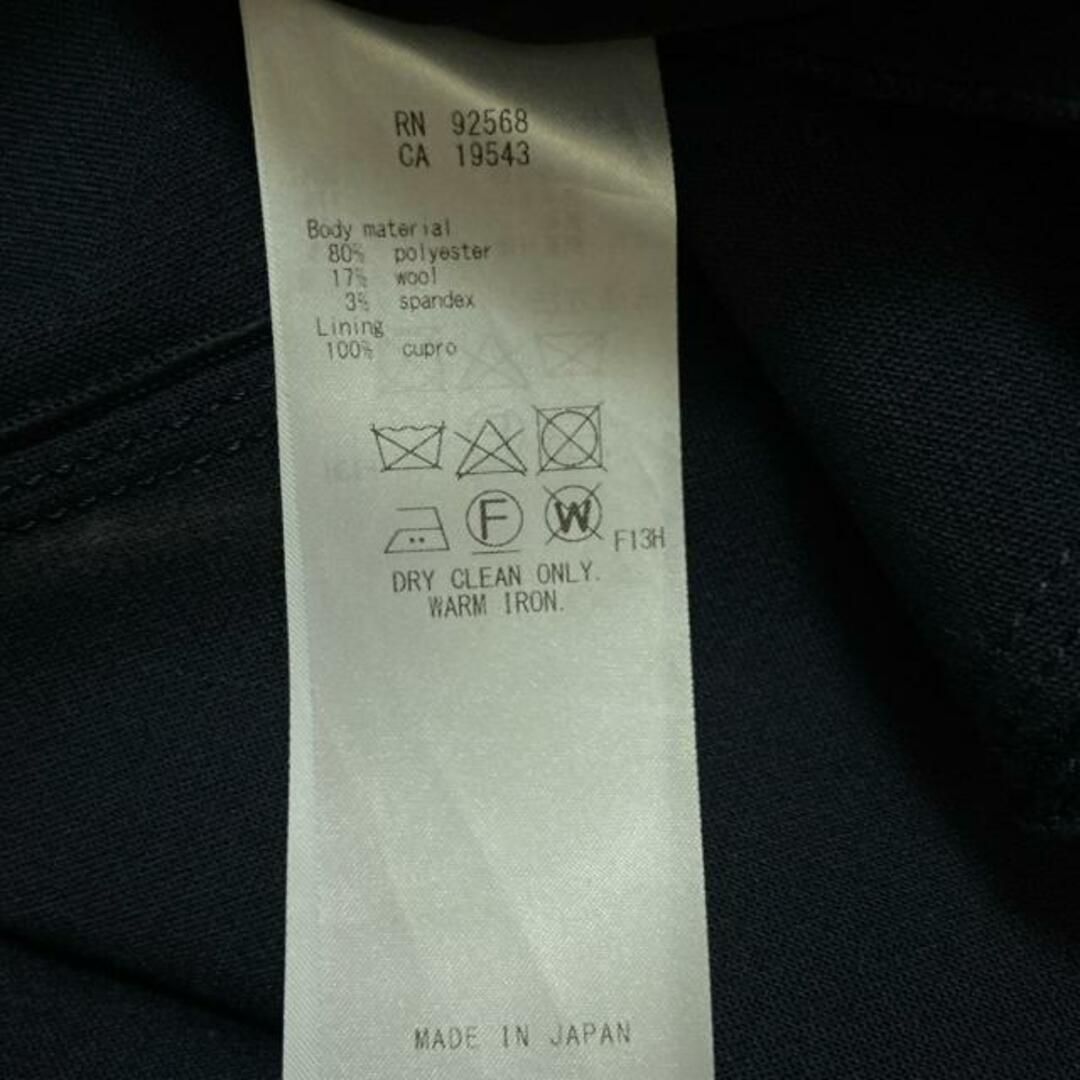 RN 92568
CA 19543
Body material
80% polyester
17% wool
3% spandex
Lining
100% cupro
F W F13H
DRY CLEAN ONLY.
WARM IRON.
MADE IN JAPAN